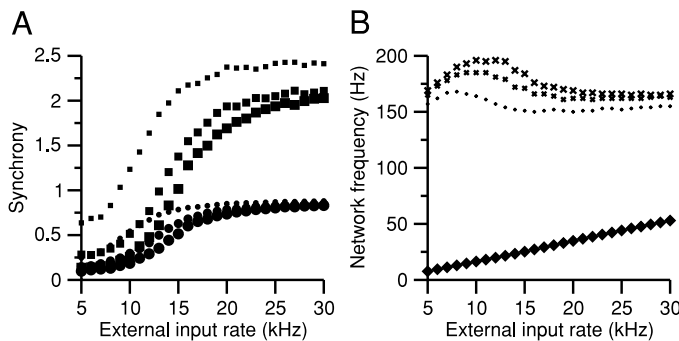 A
B
Synchrony
2.5
2
1.5
1
0.5
0
5 10 15 20 25 30
External input rate (kHz)
Network frequency (Hz)
200
150
100
50
0
5 10 15 20 25 30
External input rate (kHz)